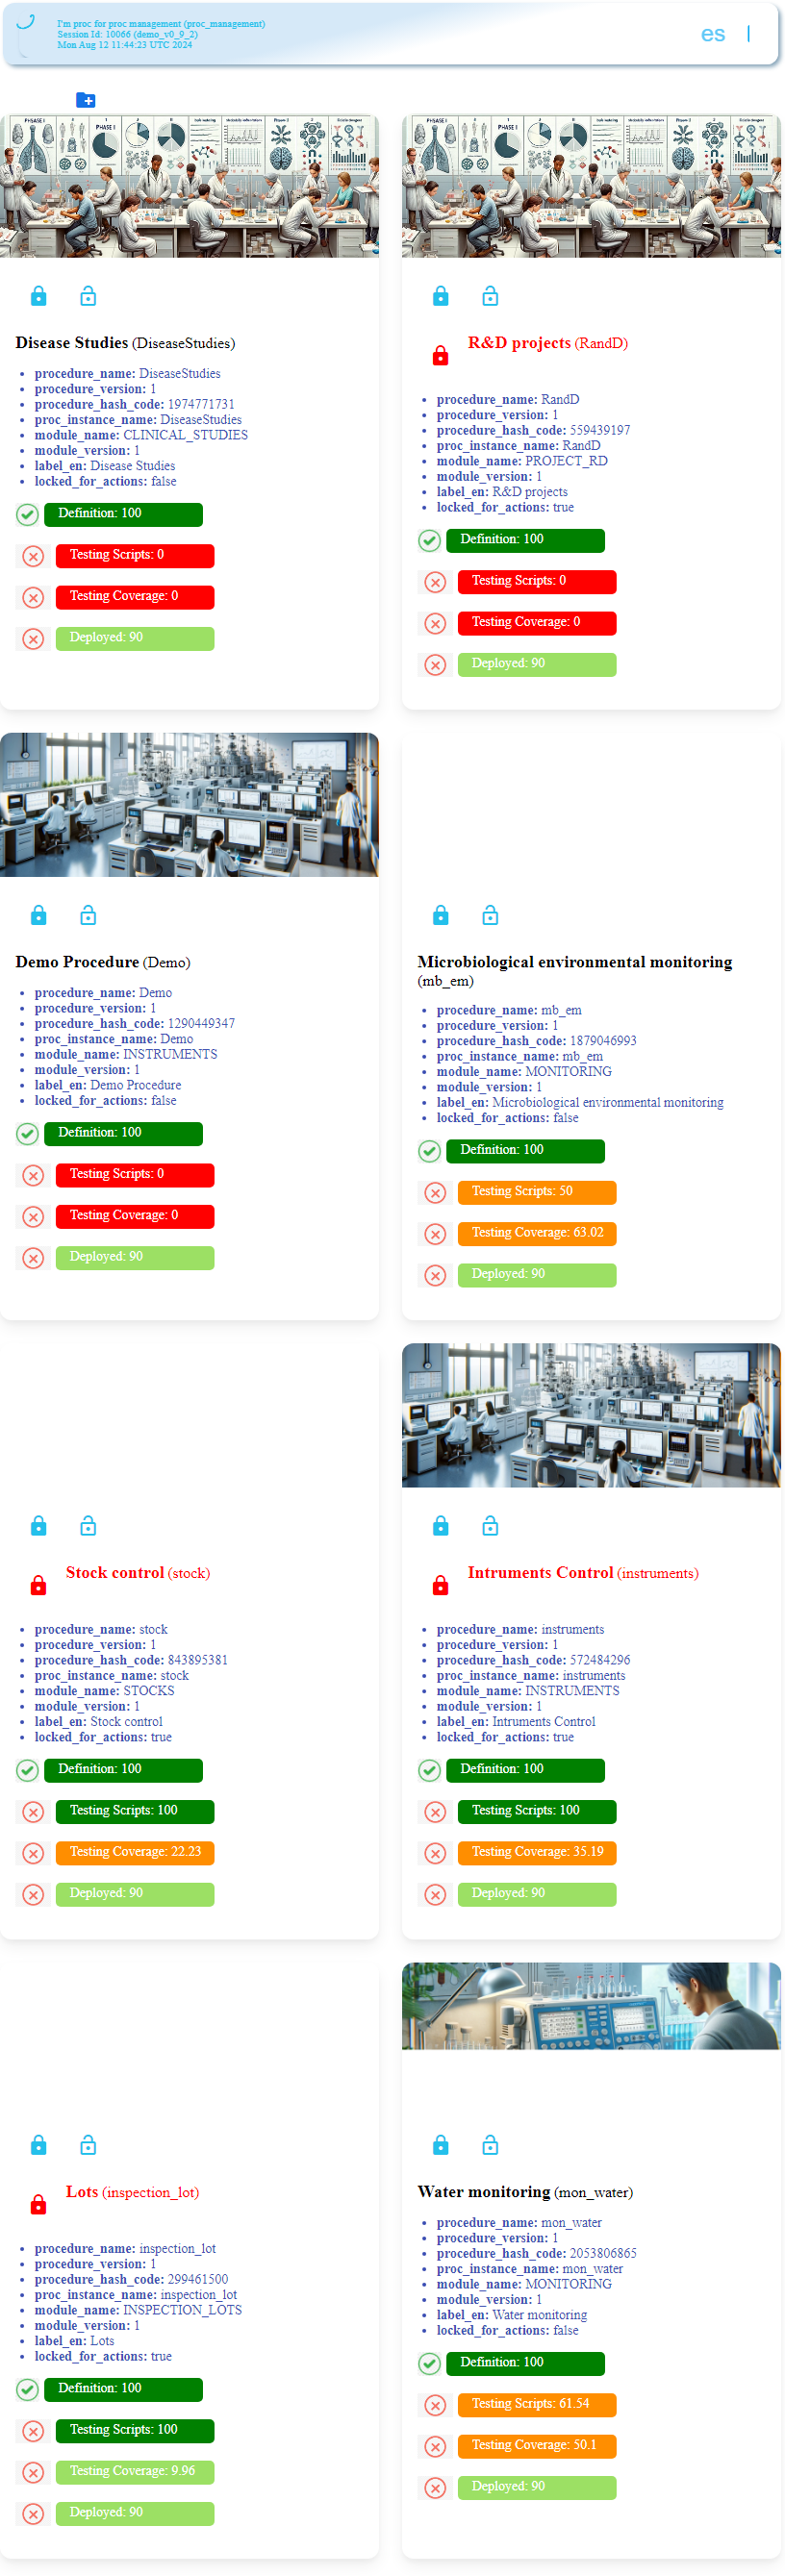 I'm proc for proc management (proc_management)
Session Id: 10066 (demo_v0_9_2)
Mon Aug 12 11:44:23 UTC 2024
es
PHASE I
PHASE I
Disease Studies (DiseaseStudies)
procedure_name: DiseaseStudies
procedure_version: 1
procedure_hash_code: 1974771731
proc_instance_name: DiseaseStudies
module_name: CLINICAL_STUDIES
module_version: 1
label_en: Disease Studies
locked_for_actions: false
Definition: 100
Testing Scripts: 0
Testing Coverage: 0
Deployed: 90
PHASE I
PHASE I
R&D projects (RandD)
procedure_name: RandD
procedure_version: 1
procedure_hash_code: 559439197
proc_instance_name: RandD
module_name: PROJECT_RD
module_version: 1
label_en: R&D projects
locked_for_actions: true
Definition: 100
Testing Scripts: 0
Testing Coverage: 0
Deployed: 90
Demo Procedure (Demo)
procedure_name: Demo
procedure_version: 1
procedure_hash_code: 1290449347
proc_instance_name: Demo
module_name: INSTRUMENTS
module_version: 1
label_en: Demo Procedure
locked_for_actions: false
Definition: 100
Testing Scripts: 0
Testing Coverage: 0
Deployed: 90
Microbiological environmental monitoring
(mb_em)
procedure_name: mb_em
procedure_version: 1
procedure_hash_code: 1879046993
proc_instance_name: mb_em
module_name: MONITORING
module_version: 1
label_en: Microbiological environmental monitoring
locked_for_actions: false
Definition: 100
Testing Scripts: 50
Testing Coverage: 63.02
Deployed: 90
Stock control (stock)
procedure_name: stock
procedure_version: 1
procedure_hash_code: 843895381
proc_instance_name: stock
module_name: STOCKS
module_version: 1
label_en: Stock control
locked_for_actions: true
Definition: 100
Testing Scripts: 100
Testing Coverage: 22.23
Deployed: 90
Intruments Control (instruments)
procedure_name: instruments
procedure_version: 1
procedure_hash_code: 572484296
proc_instance_name: instruments
module_name: INSTRUMENTS
module_version: 1
label_en: Intruments Control
locked_for_actions: true
Definition: 100
Testing Scripts: 100
Testing Coverage: 35.19
Deployed: 90
Lots (inspection_lot)
procedure_name: inspection_lot
procedure_version: 1
procedure_hash_code: 299461500
proc_instance_name: inspection_lot
module_name: INSPECTION_LOTS
module_version: 1
label_en: Lots
locked_for_actions: true
Definition: 100
Testing Scripts: 100
Testing Coverage: 9.96
Deployed: 90
Water monitoring (mon_water)
procedure_name: mon_water
procedure_version: 1
procedure_hash_code: 2053806865
proc_instance_name: mon_water
module_name: MONITORING
module_version: 1
label_en: Water monitoring
locked_for_actions: false
Definition: 100
Testing Scripts: 61.54
Testing Coverage: 50.1
Deployed: 90